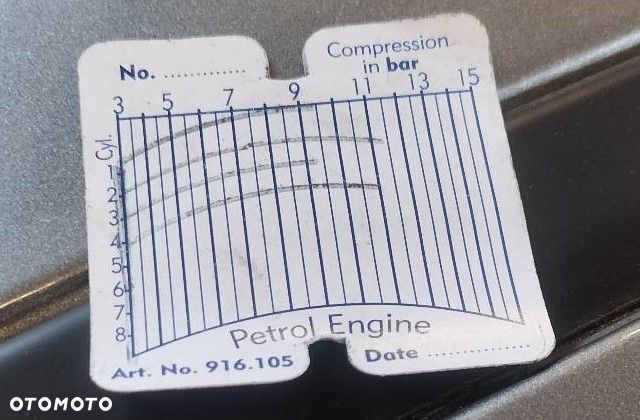 No. ..............
Compression
in bar
3 5 7 9 11 13 15
Cyl.
1
2
3
4
5
6
7
8
Petrol Engine
Art. No. 916.105
Date .................
OTOMOTO